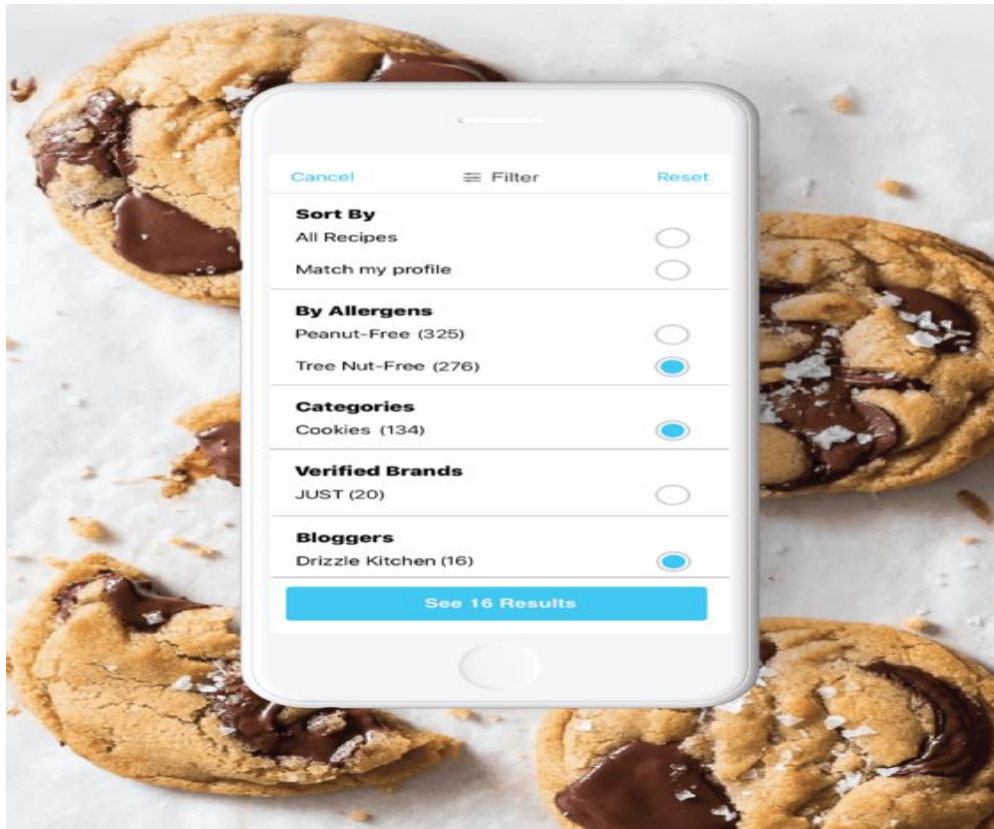 Cancel Filter Reset
Sort By
All Recipes
Match my profile
By Allergens
Peanut-Free (325)
Tree Nut-Free (276)
Categories
Cookies (134)
Verified Brands
JUST (20)
Bloggers
Drizzle Kitchen (16)
See 16 Results